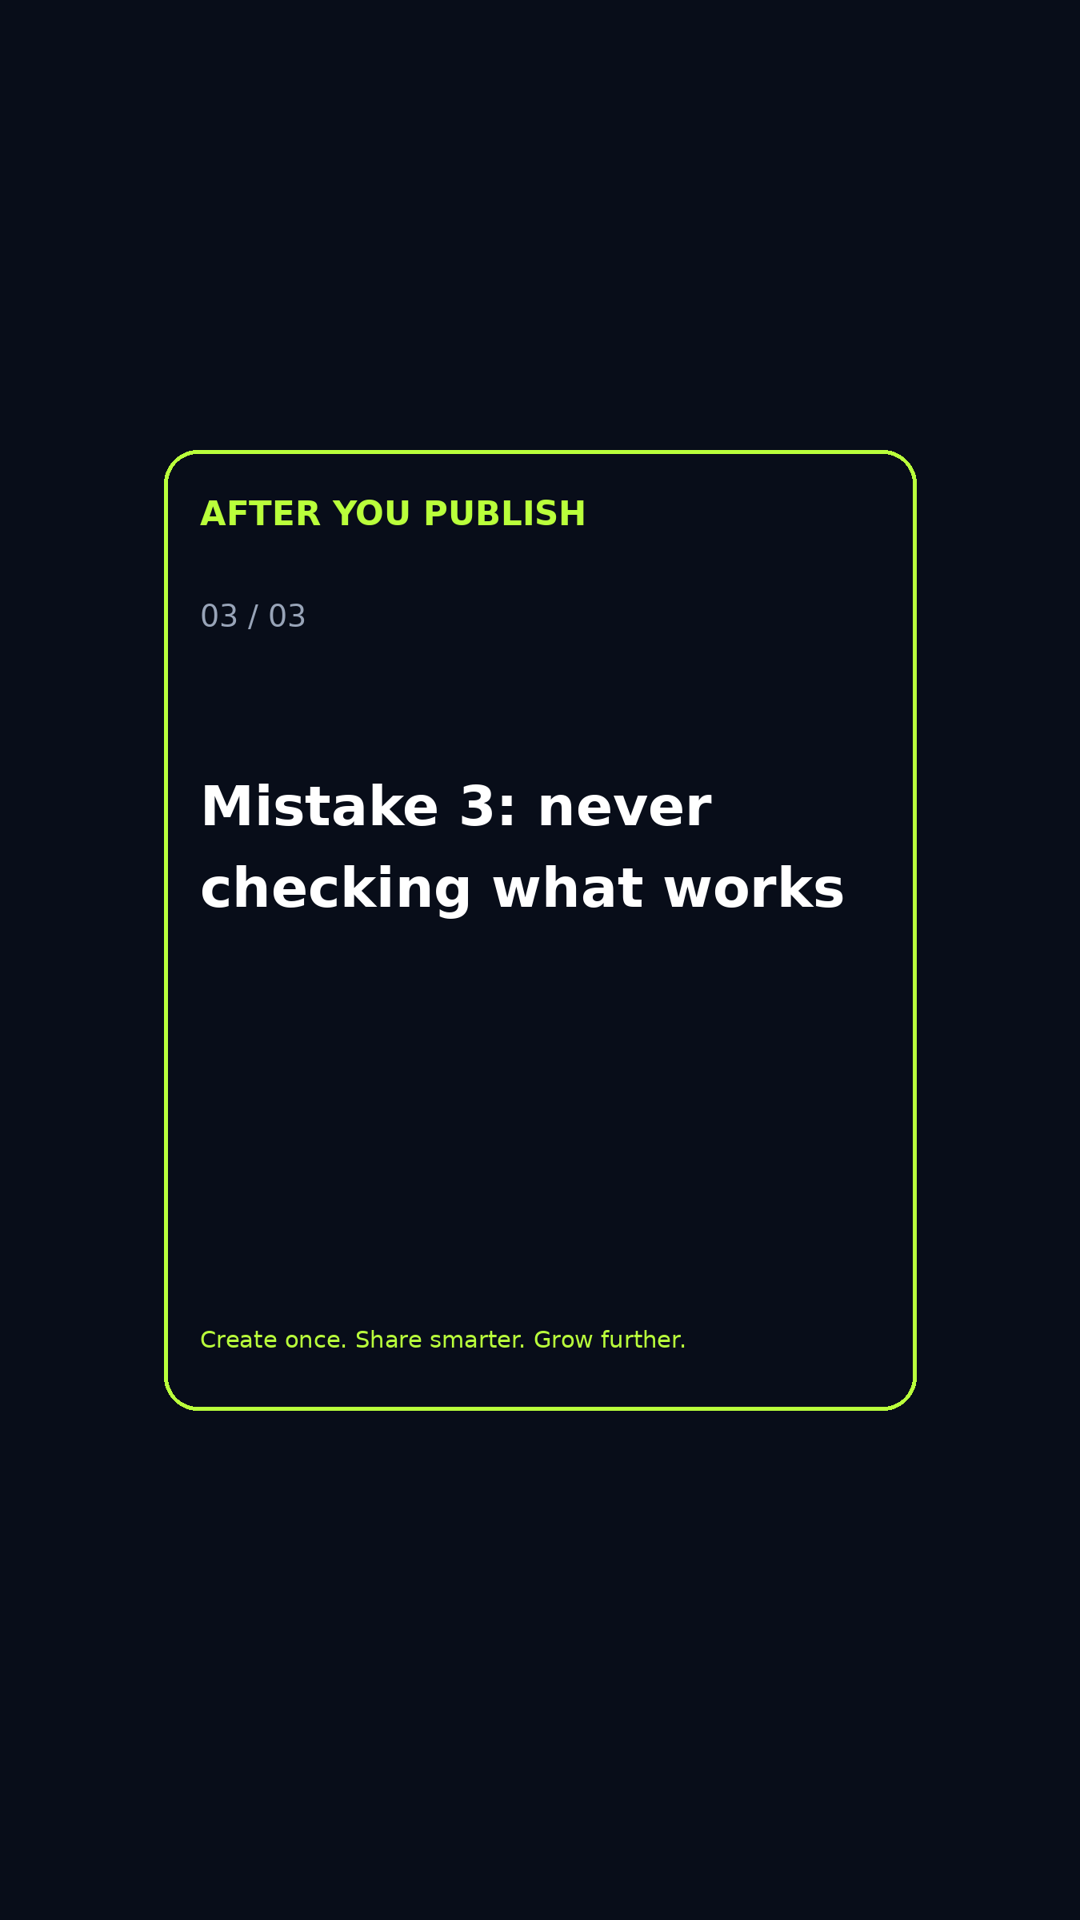 AFTER YOU PUBLISH
03 / 03
Mistake 3: never
checking what works
Create once. Share smarter. Grow further.